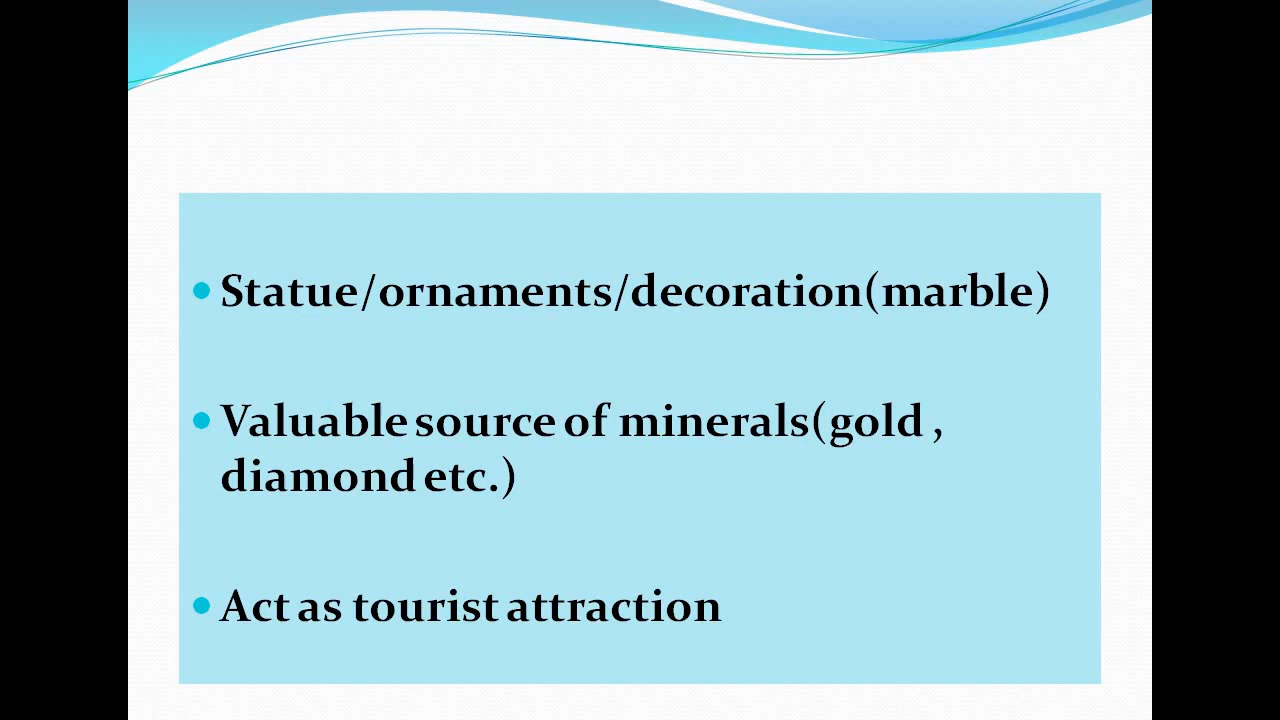 Statue/ornaments/decoration(marble)
Valuable source of minerals(gold ,
diamond etc.)
Act as tourist attraction